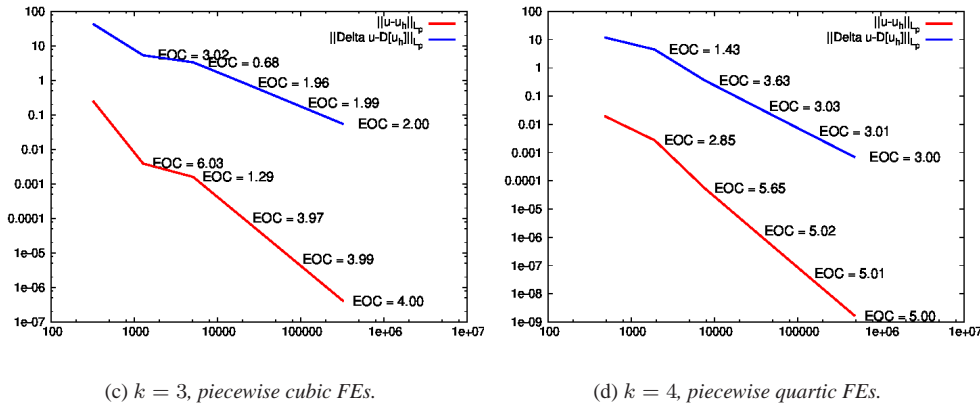 ||u-u_h||_{L_p}
||Delta u-D[u_h]||_{L_p}
100
10
1
0.1
0.01
0.001
0.0001
1e-05
1e-06
1e-07
EOC = 3.02
EOC = 0.68
EOC = 1.96
EOC = 1.99
EOC = 2.00
EOC = 6.03
EOC = 1.29
EOC = 3.97
EOC = 3.99
EOC = 4.00
100 1000 10000 100000 1e+06 1e+07
(c) k = 3, piecewise cubic FEs.
||u-u_h||_{L_p}
||Delta u-D[u_h]||_{L_p}
100
10
1
0.1
0.01
0.001
0.0001
1e-05
1e-06
1e-07
1e-08
1e-09
EOC = 1.43
EOC = 3.63
EOC = 3.03
EOC = 3.01
EOC = 3.00
EOC = 2.85
EOC = 5.65
EOC = 5.02
EOC = 5.01
EOC = 5.00
100 1000 10000 100000 1e+06 1e+07
(d) k = 4, piecewise quartic FEs.